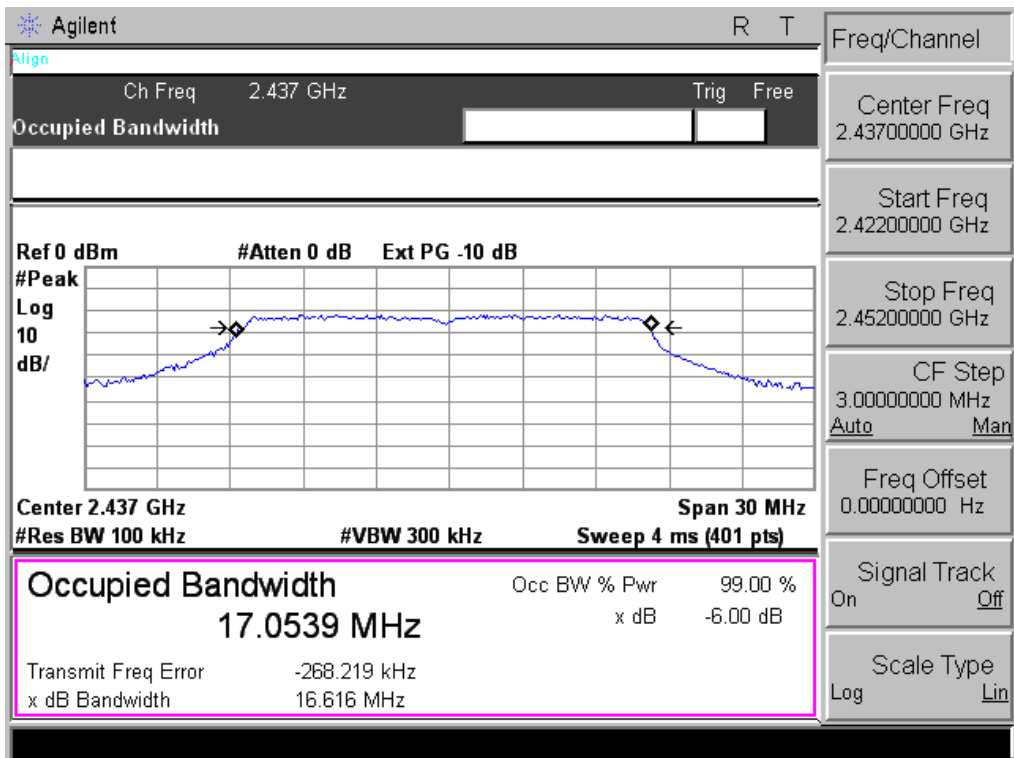 Agilent R T
Align
Ch Freq 2.437 GHz Trig Free
Occupied Bandwidth
Ref 0 dBm #Atten 0 dB Ext PG -10 dB
#Peak
Log
10
dB/
Center 2.437 GHz Span 30 MHz
#Res BW 100 kHz #VBW 300 kHz Sweep 4 ms (401 pts)
Occupied Bandwidth Occ BW % Pwr 99.00 %
17.0539 MHz x dB -6.00 dB
Transmit Freq Error -268.219 kHz
x dB Bandwidth 16.616 MHz
Freq/Channel
Center Freq
2.43700000 GHz
Start Freq
2.42200000 GHz
Stop Freq
2.45200000 GHz
CF Step
3.00000000 MHz
Auto Man
Freq Offset
0.00000000 Hz
Signal Track
On Off
Scale Type
Log Lin